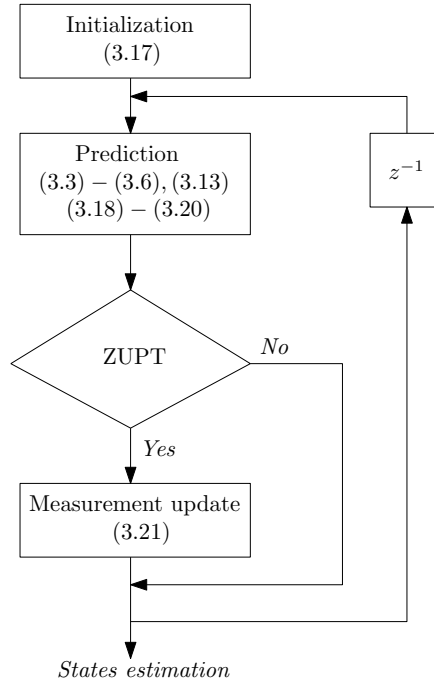 Initialization
(3.17)
Prediction
(3.3) − (3.6), (3.13)
(3.18) − (3.20)
z⁻¹
ZUPT
No
Yes
Measurement update
(3.21)
States estimation